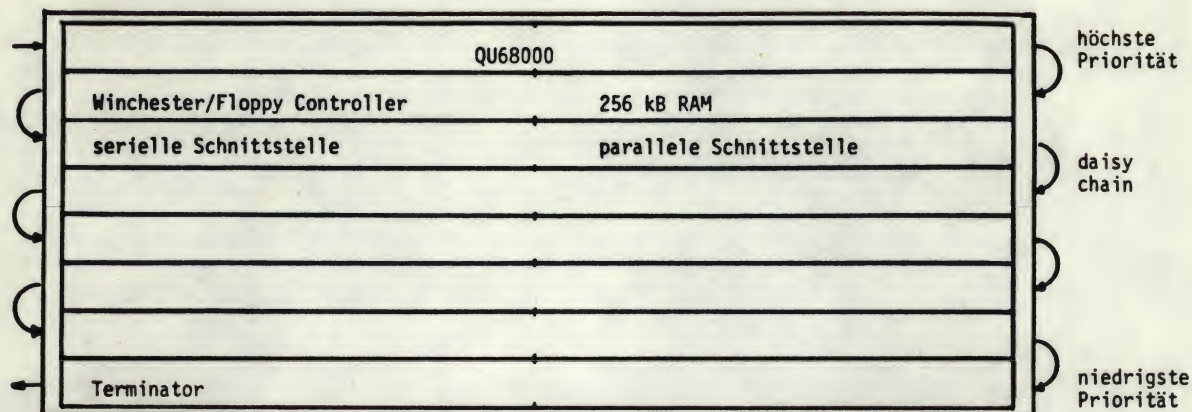 QU68000
höchste
Priorität
Winchester/Floppy Controller 256 kB RAM
serielle Schnittstelle parallele Schnittstelle
daisy
chain
Terminator
niedrigste
Priorität